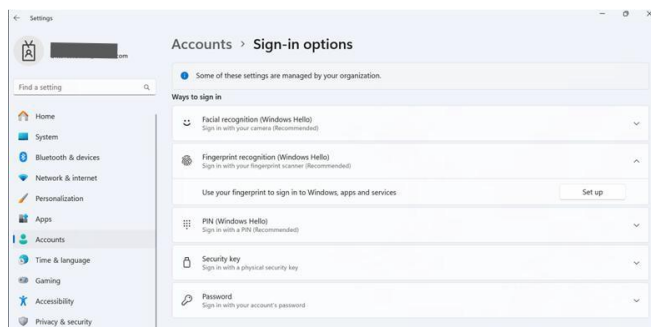 Settings
com
Accounts > Sign-in options
Some of these settings are managed by your organization.
Find a setting
Ways to sign in
Home
System
Bluetooth & devices
Network & internet
Personalization
Apps
Accounts
Time & language
Gaming
Accessibility
Privacy & security
Facial recognition (Windows Hello)
Sign in with your camera (Recommended)
Fingerprint recognition (Windows Hello)
Sign in with your fingerprint scanner (Recommended)
Use your fingerprint to sign in to Windows, apps and services
Set up
PIN (Windows Hello)
Sign in with a PIN (Recommended)
Security key
Sign in with a physical security key
Password
Sign in with your account's password